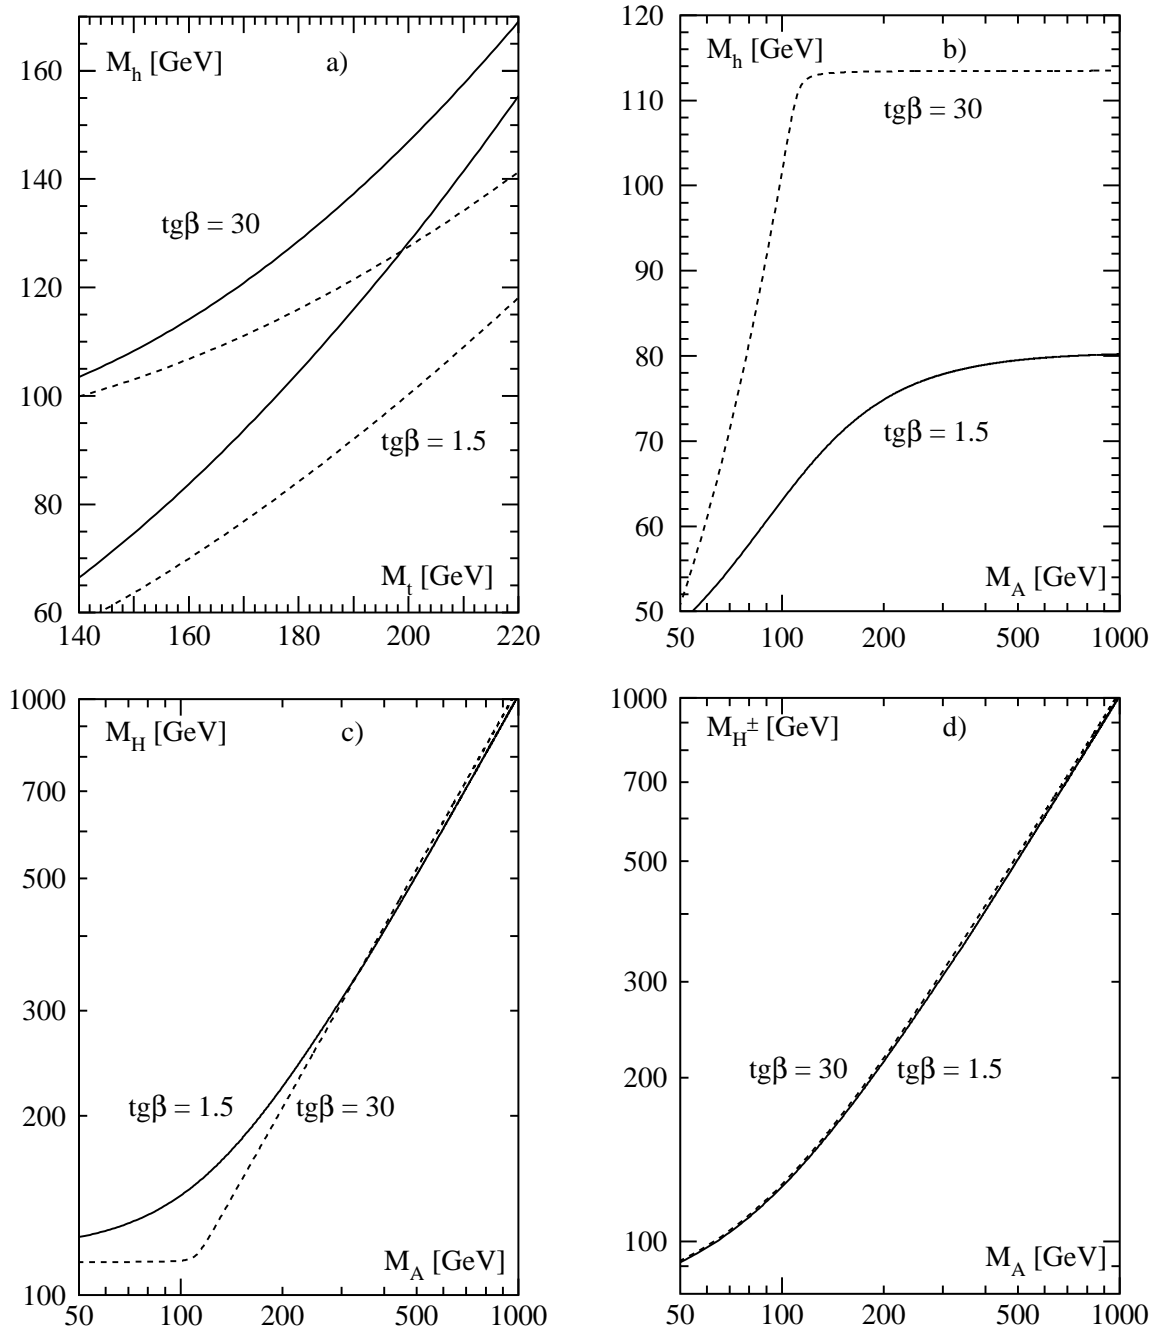 M_h [GeV] a)
160
140
tgβ = 30
120
100
tgβ = 1.5
80
M_t [GeV]
60
140 160 180 200 220
120
M_h [GeV] b)
110
tgβ = 30
100
90
80
70
tgβ = 1.5
60
M_A [GeV]
50
50 100 200 500 1000
1000
M_H [GeV] c)
700
500
300
200
tgβ = 1.5 tgβ = 30
M_A [GeV]
100
50 100 200 500 1000
1000
M_H± [GeV] d)
700
500
300
200
tgβ = 30 tgβ = 1.5
100
M_A [GeV]
50 100 200 500 1000